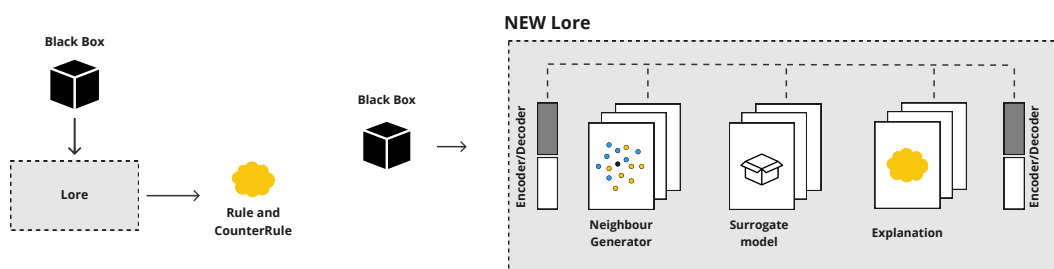 Black Box
Lore
Rule and
CounterRule
Black Box
NEW Lore
Encoder/Decoder
Neighbour
Generator
Surrogate
model
Explanation
Encoder/Decoder